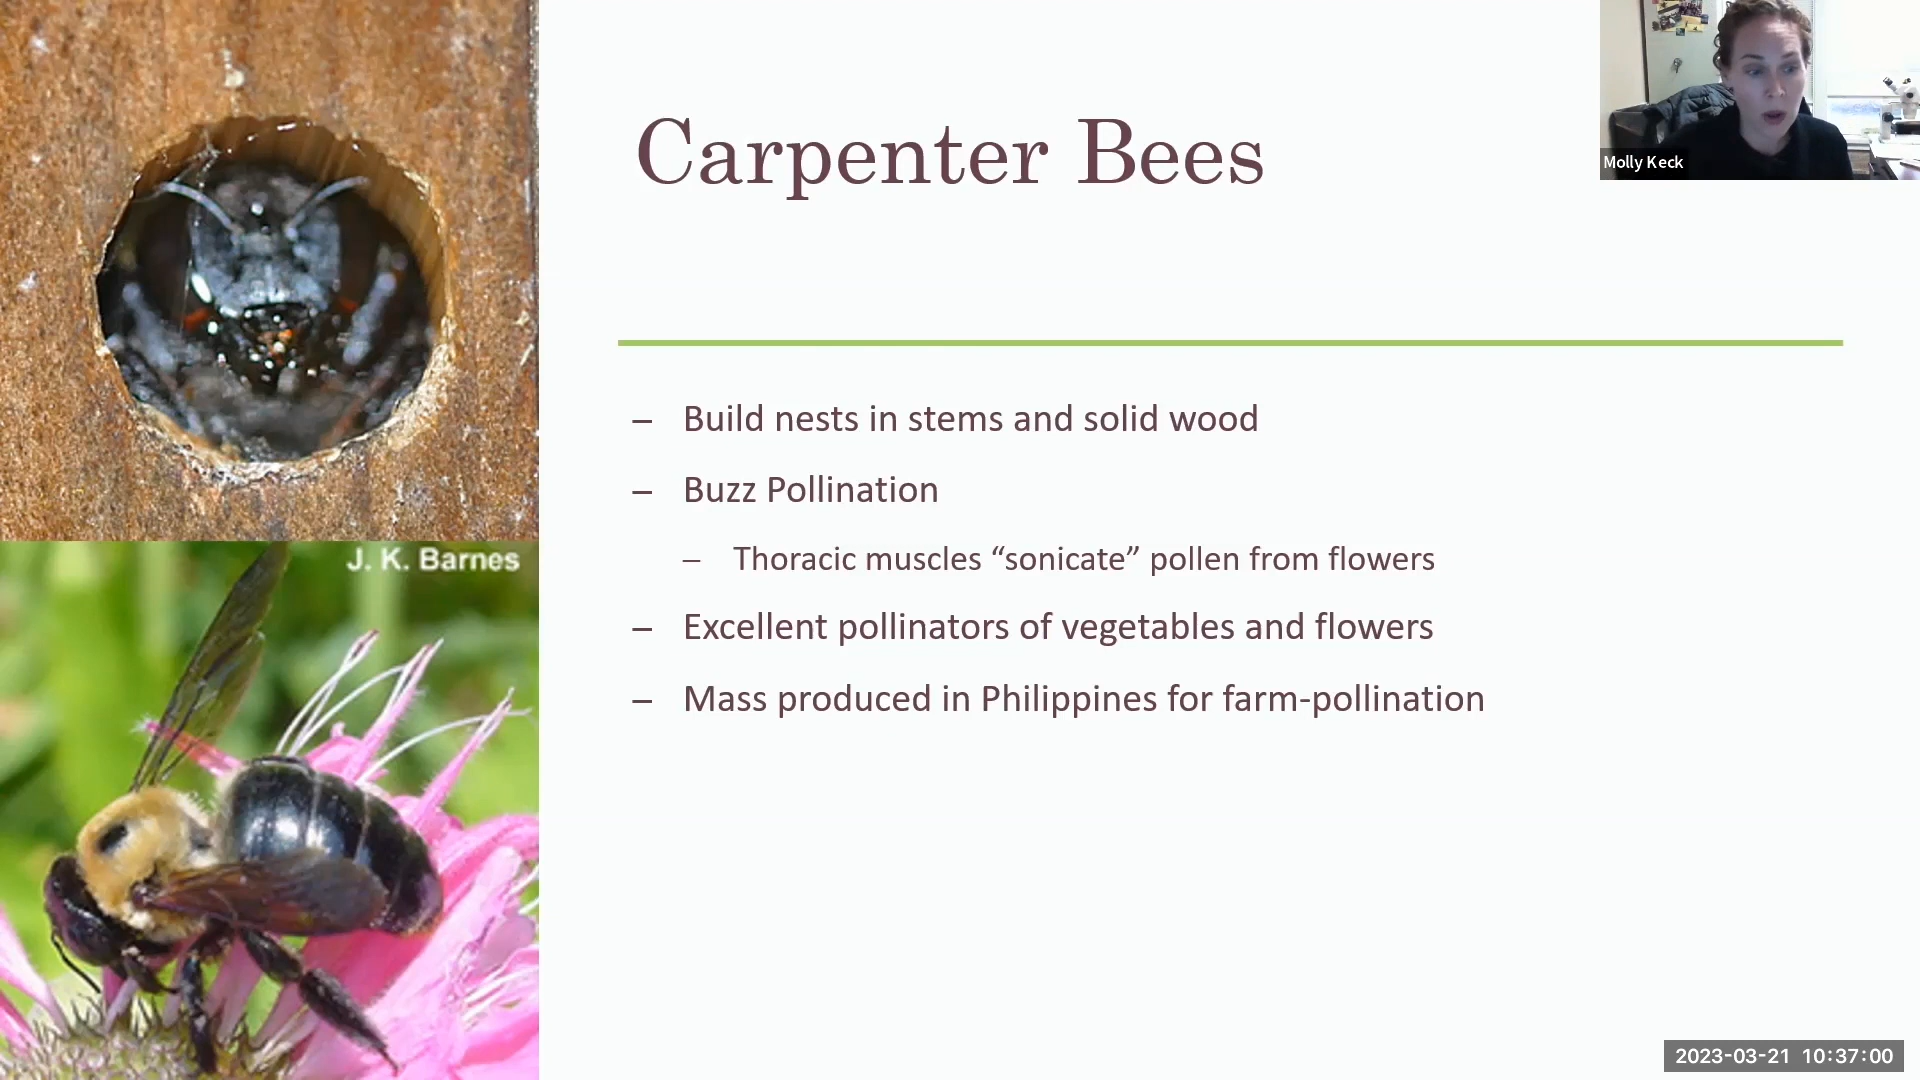 Carpenter Bees
Molly Keck
– Build nests in stems and solid wood
– Buzz Pollination
– Thoracic muscles “sonicate” pollen from flowers
– Excellent pollinators of vegetables and flowers
– Mass produced in Philippines for farm-pollination
J. K. Barnes
2023-03-21 10:37:00